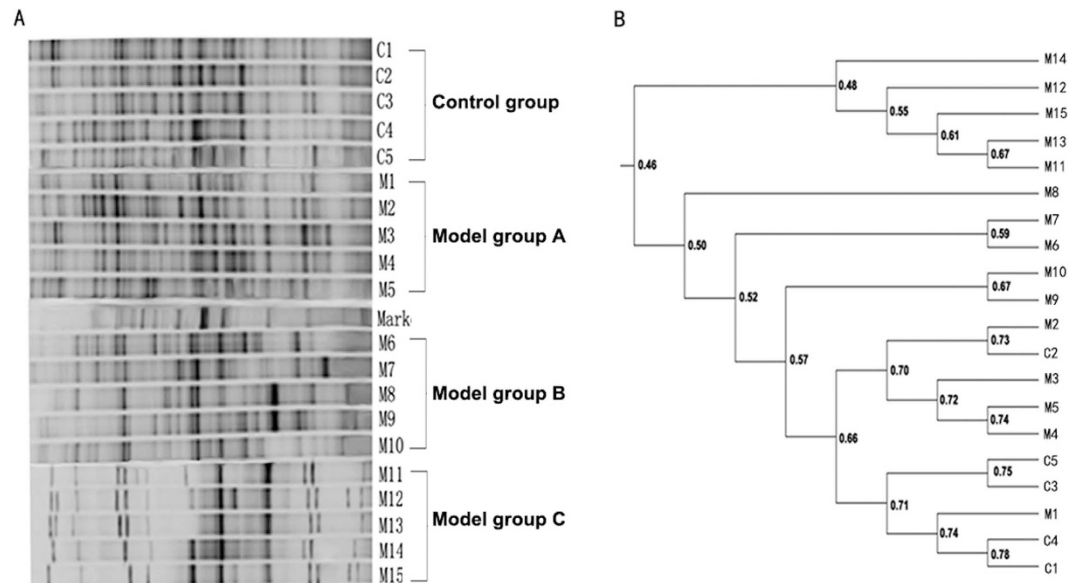 A
C1
C2
C3
C4
C5
Control group
M1
M2
M3
M4
M5
Model group A
Mark
M6
M7
M8
M9
M10
Model group B
M11
M12
M13
M14
M15
Model group C
B
M14
0.48
M12
0.55
M15
0.61
M13
0.67
M11
0.46
M8
0.50
M7
0.59
M6
0.52
M10
0.67
M9
0.57
M2
0.73
C2
0.70
M3
0.72
M5
0.74
M4
0.66
C5
0.75
C3
0.71
M1
0.74
C4
0.78
C1